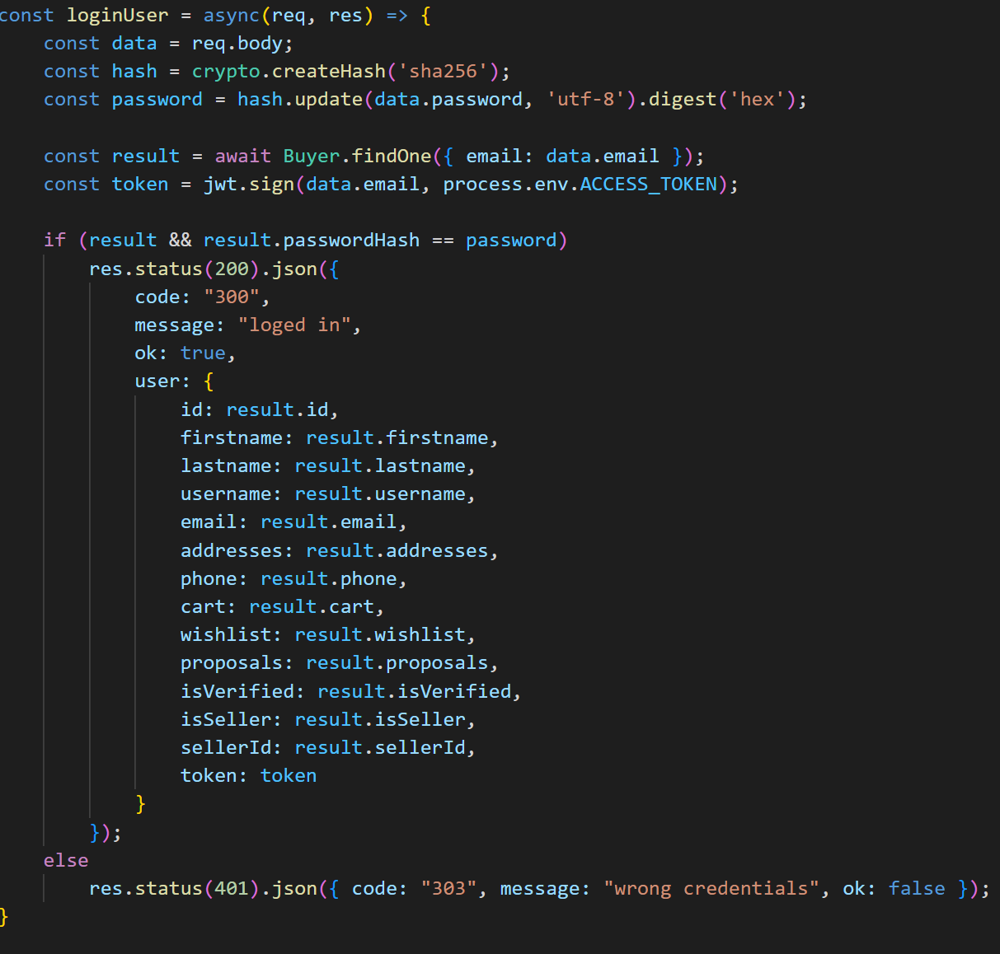 const loginUser = async(req, res) => {
    const data = req.body;
    const hash = crypto.createHash('sha256');
    const password = hash.update(data.password, 'utf-8').digest('hex');

    const result = await Buyer.findOne({ email: data.email });
    const token = jwt.sign(data.email, process.env.ACCESS_TOKEN);

    if (result && result.passwordHash == password)
        res.status(200).json({
            code: "300",
            message: "loged in",
            ok: true,
            user: {
                id: result.id,
                firstname: result.firstname,
                lastname: result.lastname,
                username: result.username,
                email: result.email,
                addresses: result.addresses,
                phone: result.phone,
                cart: result.cart,
                wishlist: result.wishlist,
                proposals: result.proposals,
                isVerified: result.isVerified,
                isSeller: result.isSeller,
                sellerId: result.sellerId,
                token: token
            }
        });
    else
        res.status(401).json({ code: "303", message: "wrong credentials", ok: false });
}